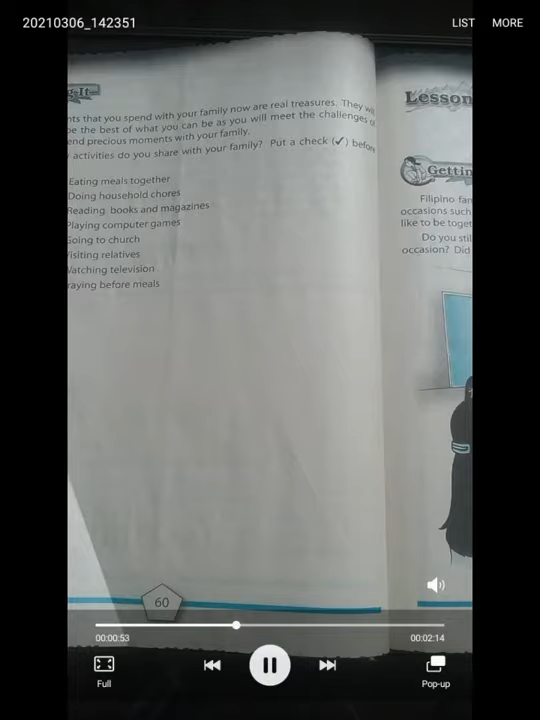 20210306_142351
LIST
MORE
nts that you spend with your family now are real treasures. They will
be the best of what you can be as you will meet the challenges
end precious moments with your family.
activities do you share with your family? Put a check (✓) before
Eating meals together
Doing household chores
Reading books and magazines
Playing computer games
Going to church
Visiting relatives
Watching television
raying before meals
60
Lesson
Gettin
Filipino fam
occasions such
like to be toget
Do you stil
occasion? Did
00:00:53
00:02:14
Full
Pop-up